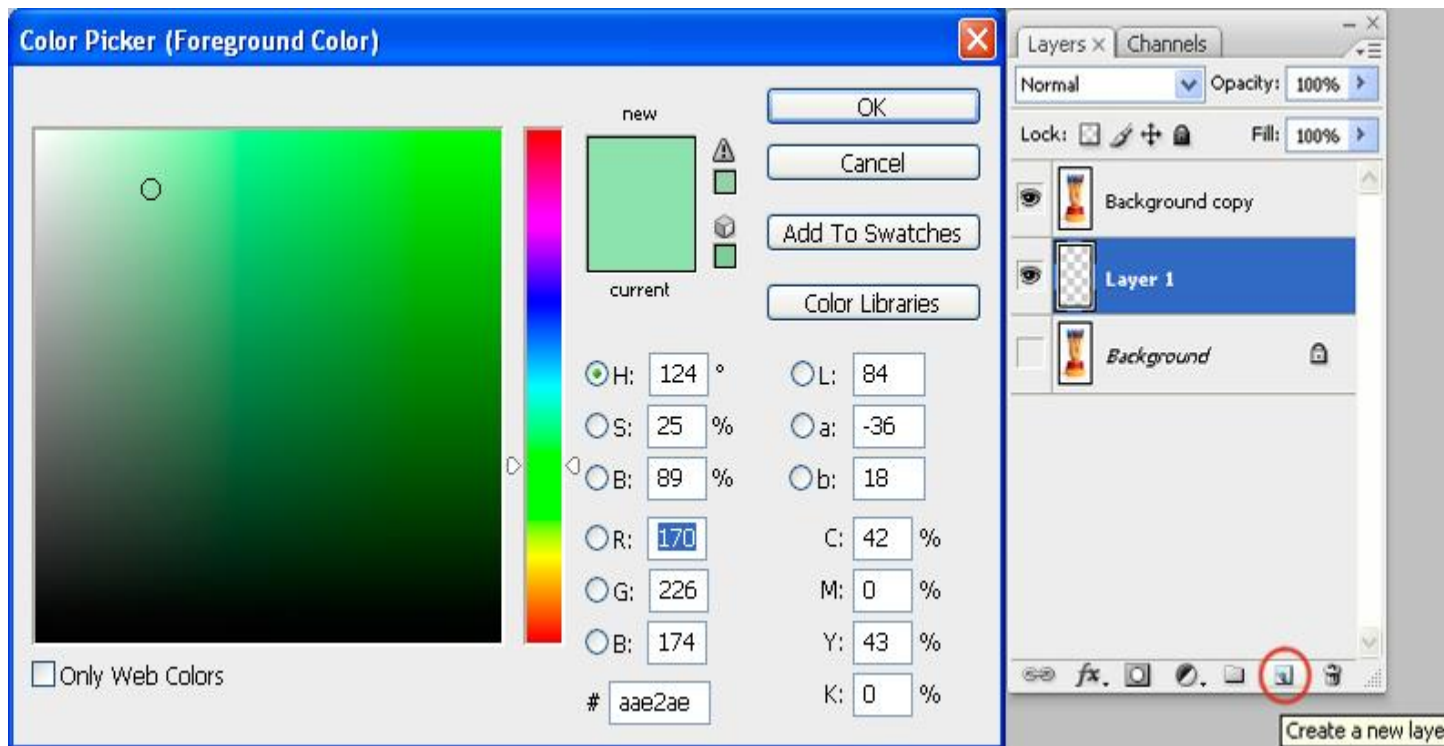 Color Picker (Foreground Color)
new
current
OK
Cancel
Add To Swatches
Color Libraries
H: 124 °
S: 25 %
B: 89 %
R: 170
G: 226
B: 174
# aae2ae
L: 84
a: -36
b: 18
C: 42 %
M: 0 %
Y: 43 %
K: 0 %
Only Web Colors
Layers × Channels
Normal Opacity: 100%
Lock: Fill: 100%
Background copy
Layer 1
Background
fx.
Create a new laye